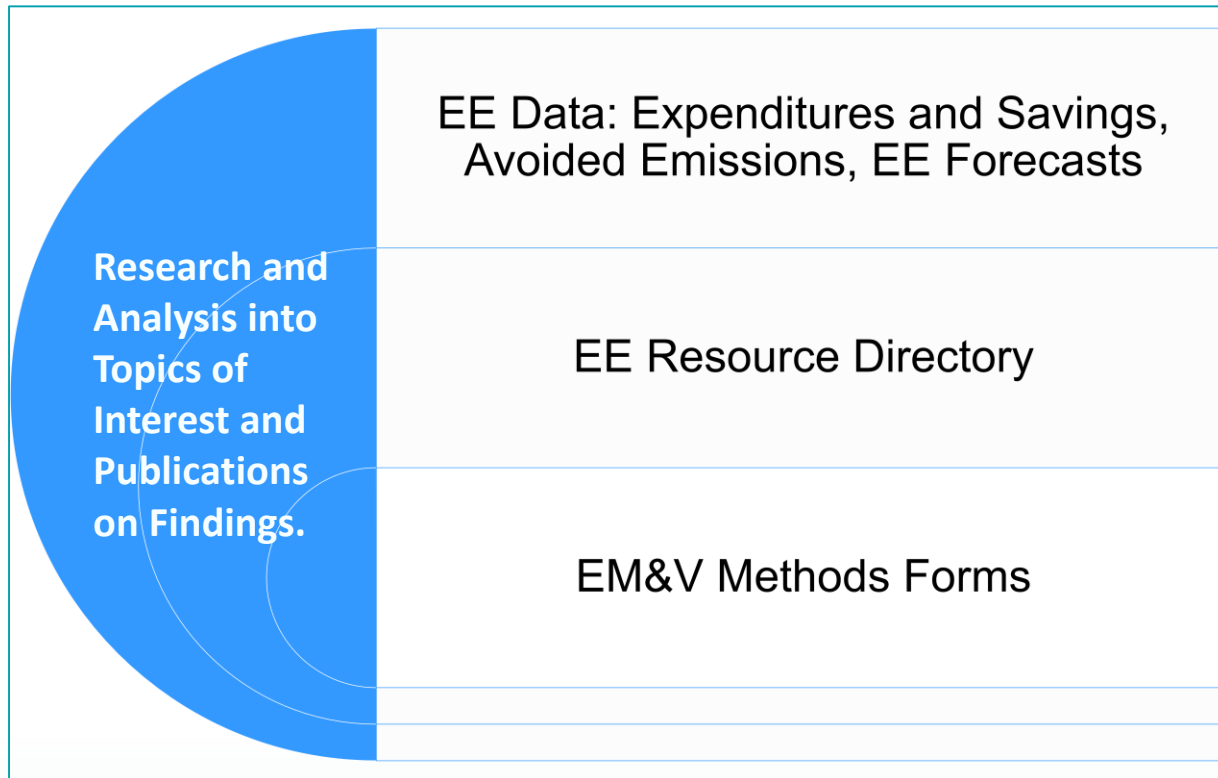 Research and
Analysis into
Topics of
Interest and
Publications
on Findings.
EE Data: Expenditures and Savings,
Avoided Emissions, EE Forecasts
EE Resource Directory
EM&V Methods Forms